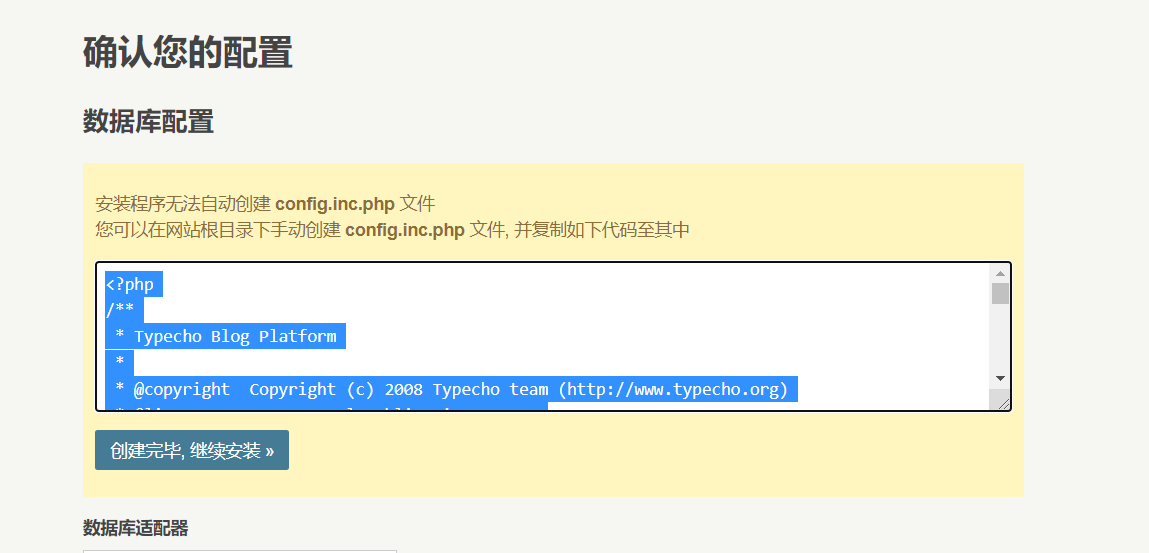 确认您的配置
数据库配置
安装程序无法自动创建 config.inc.php 文件
您可以在网站根目录下手动创建 config.inc.php 文件, 并复制如下代码至其中
<?php
/**
 * Typecho Blog Platform
 *
 * @copyright  Copyright (c) 2008 Typecho team (http://www.typecho.org)
创建完毕, 继续安装 »
数据库适配器